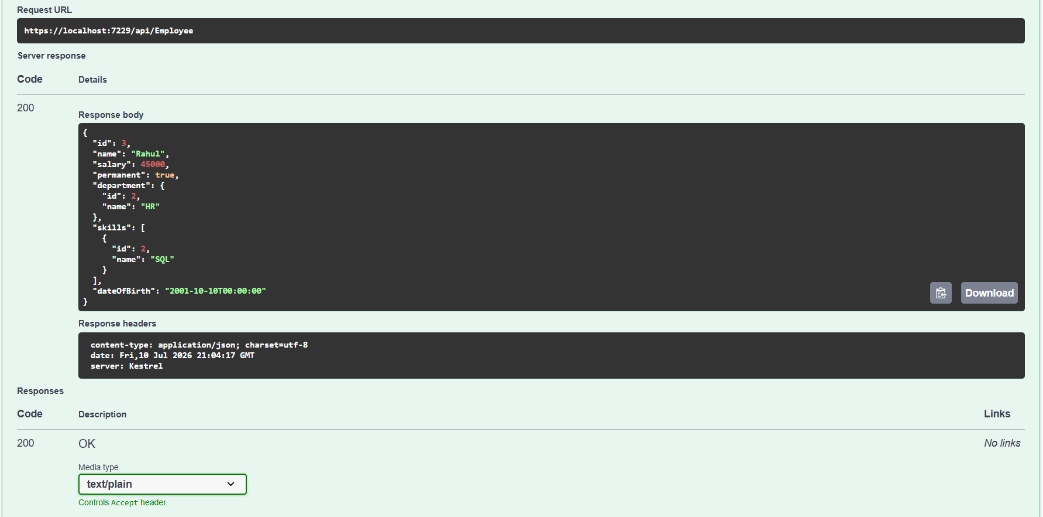 Request URL
https://localhost:7229/api/Employee
Server response
Code Details
200
Response body
{
  "id": 3,
  "name": "Rahul",
  "salary": 45000,
  "permanent": true,
  "department": {
    "id": 2,
    "name": "HR"
  },
  "skills": [
    {
      "id": 2,
      "name": "SQL"
    }
  ],
  "dateOfBirth": "2001-10-10T00:00:00"
}
Download
Response headers
content-type: application/json; charset=utf-8
date: Fri,10 Jul 2026 21:04:17 GMT
server: Kestrel
Responses
Code Description Links
200 OK No links
Media type
text/plain
Controls Accept header.